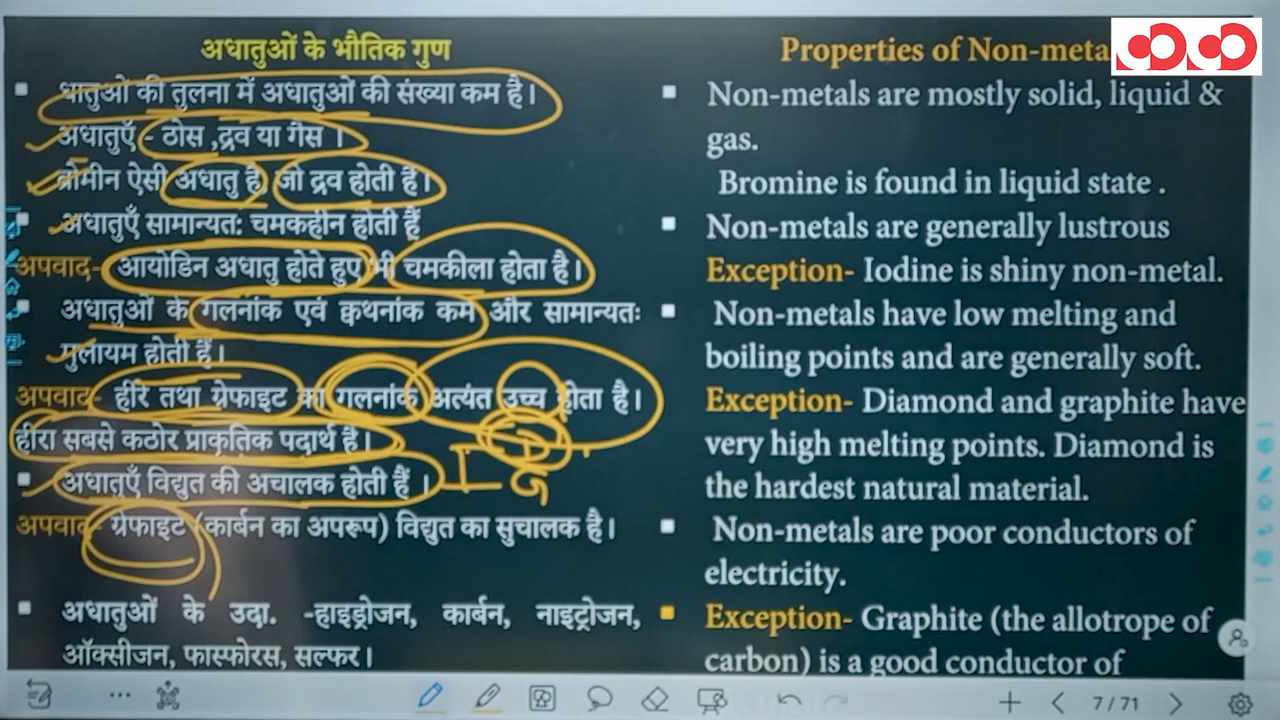 अधातुओं के भौतिक गुण
धातुओं की तुलना में अधातुओं की संख्या कम है।
अधातुएँ - ठोस ,द्रव या गैस ।
ब्रोमीन ऐसी अधातु है जो द्रव होती है।
अधातुएँ सामान्यत: चमकहीन होती हैं
अपवाद- आयोडिन अधातु होते हुए भी चमकीला होता है।
अधातुओं के गलनांक एवं क्वथनांक कम और सामान्यतः
मुलायम होती हैं।
अपवाद- हीरे तथा ग्रेफाइट का गलनांक अत्यंत उच्च होता है।
हीरा सबसे कठोर प्राकृतिक पदार्थ है।
अधातुएँ विद्युत की अचालक होती हैं ।
अपवाद- ग्रेफाइट (कार्बन का अपरूप) विद्युत का सुचालक है।
अधातुओं के उदा. -हाइड्रोजन, कार्बन, नाइट्रोजन,
ऑक्सीजन, फास्फोरस, सल्फर।
Properties of Non-meta
Non-metals are mostly solid, liquid &
gas.
Bromine is found in liquid state .
Non-metals are generally lustrous
Exception- Iodine is shiny non-metal.
Non-metals have low melting and
boiling points and are generally soft.
Exception- Diamond and graphite have
very high melting points. Diamond is
the hardest natural material.
Non-metals are poor conductors of
electricity.
Exception- Graphite (the allotrope of
carbon) is a good conductor of
7 / 71